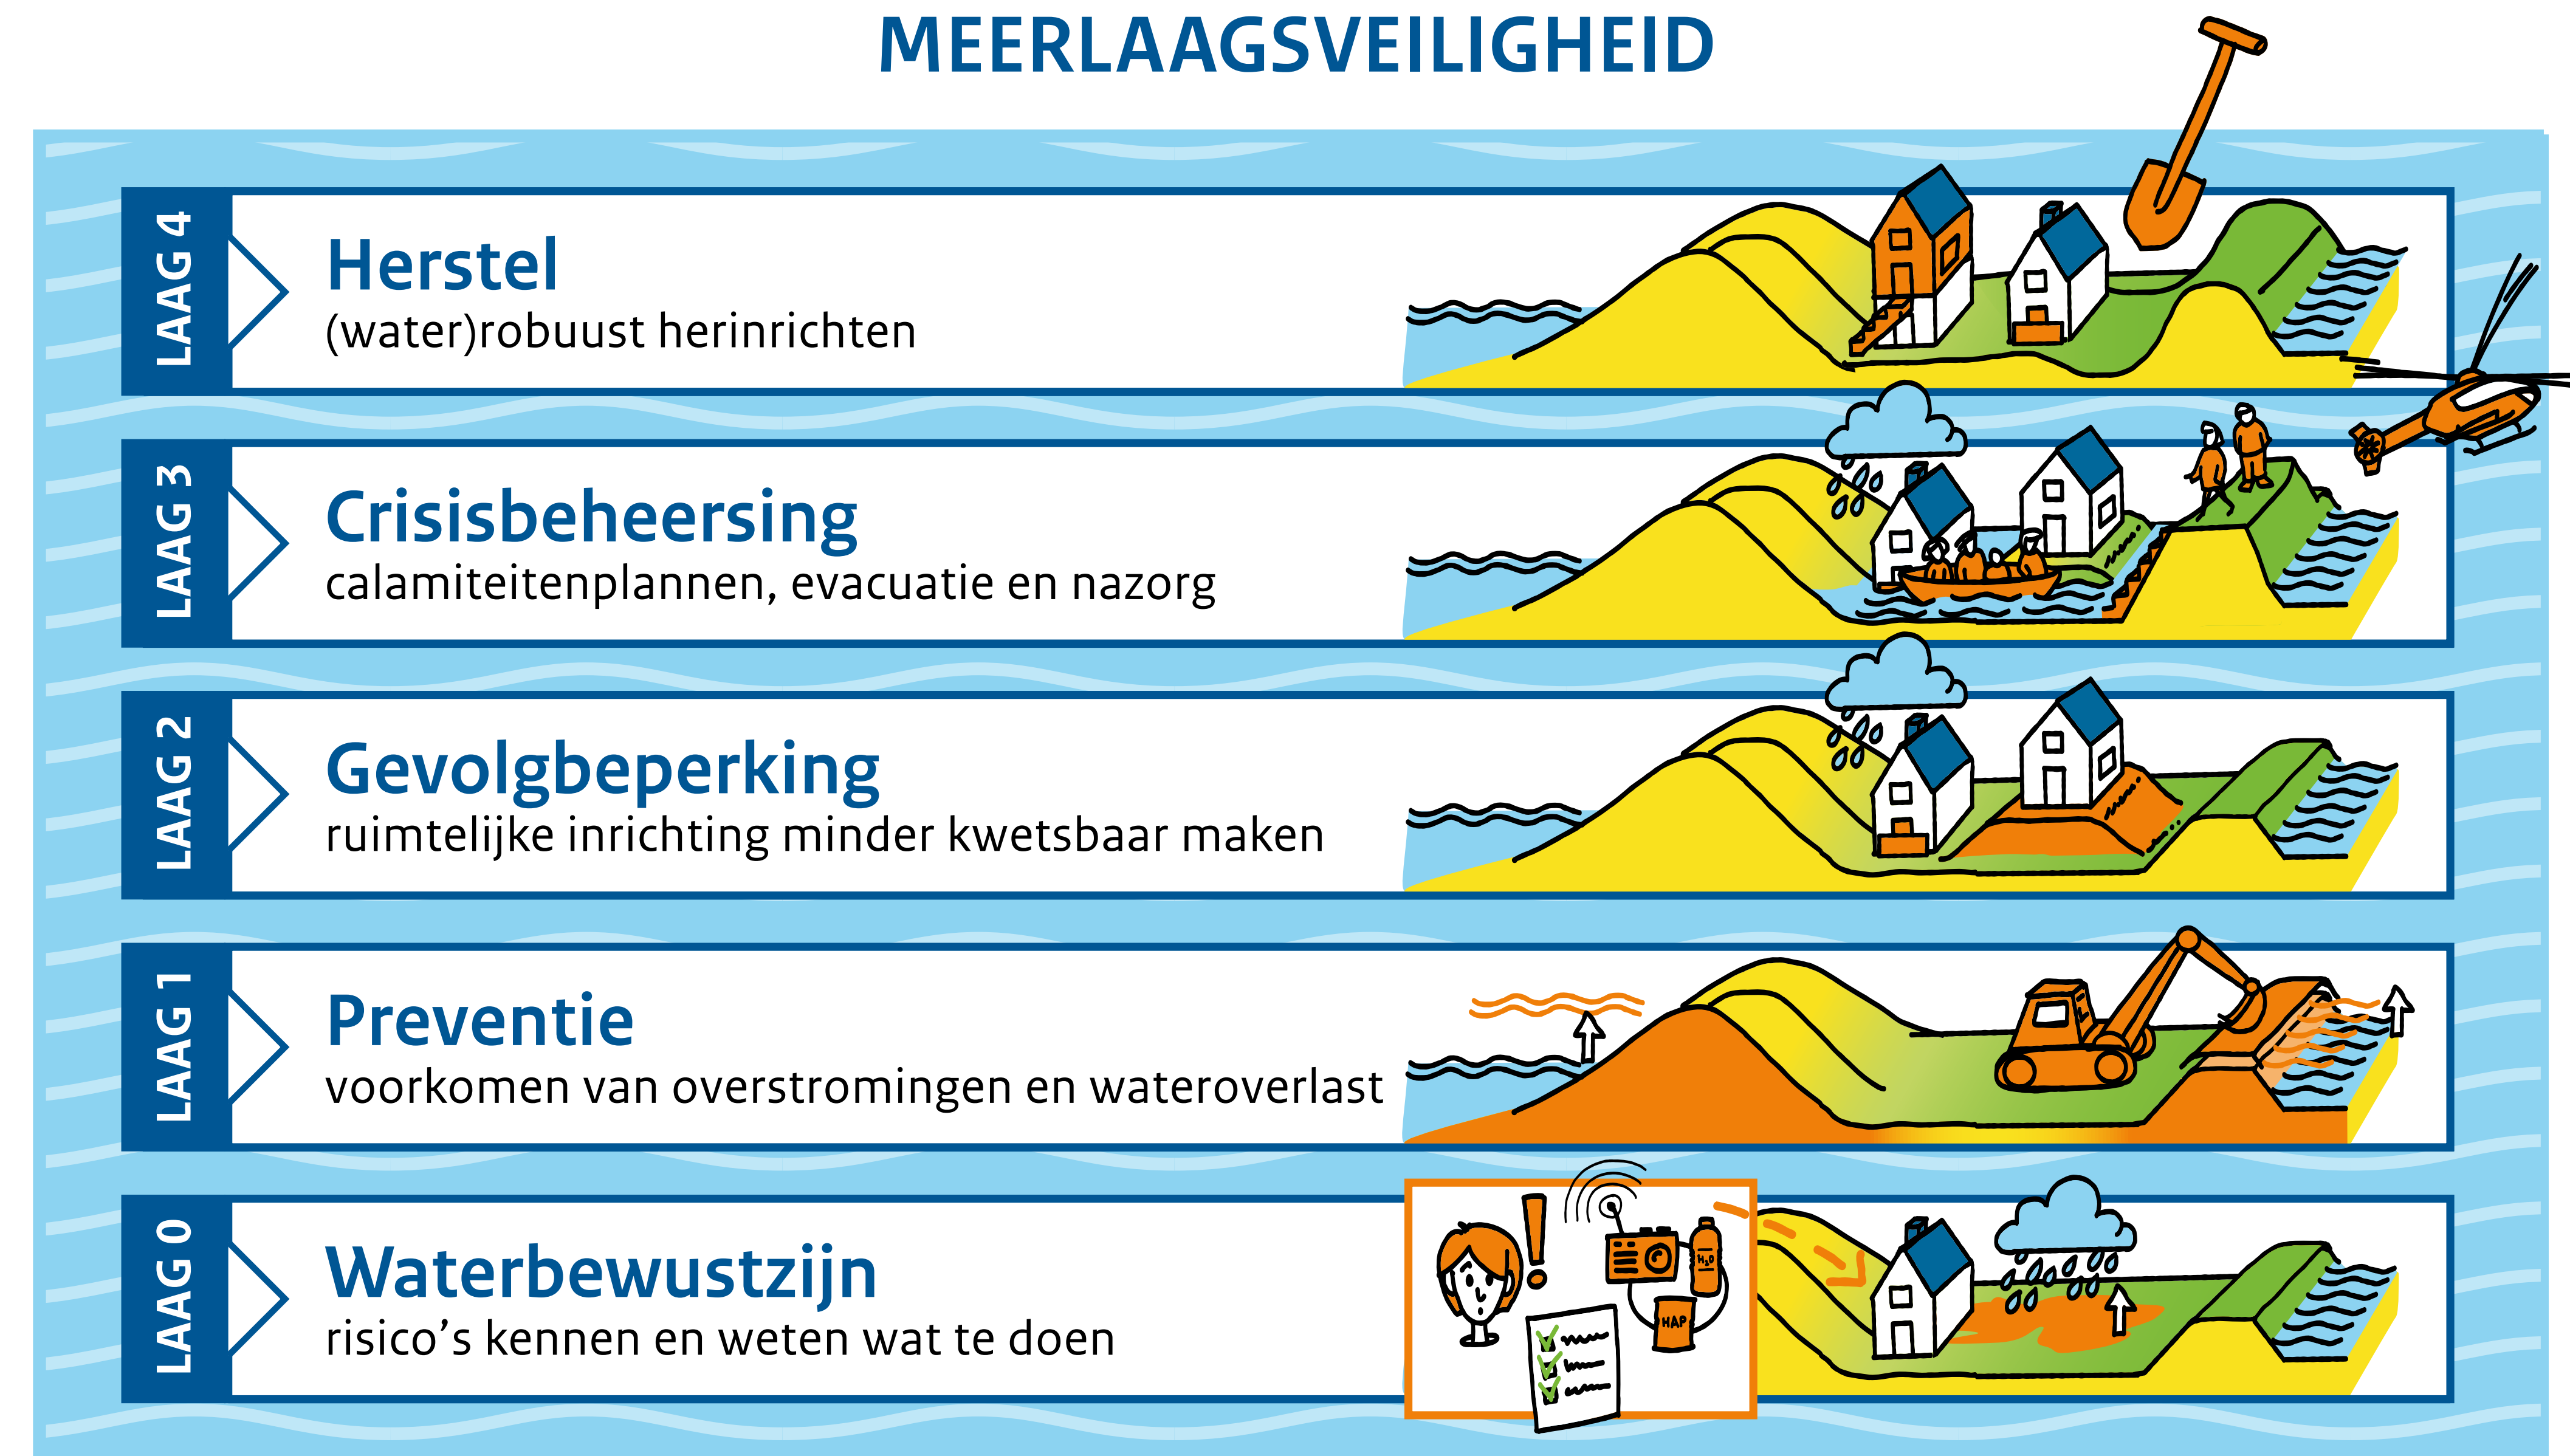 MEERLAAGSVEILIGHEID
LAAG 4
Herstel
(water)robuust herinrichten
LAAG 3
Crisisbeheersing
calamiteitenplannen, evacuatie en nazorg
LAAG 2
Gevolgbeperking
ruimtelijke inrichting minder kwetsbaar maken
LAAG 1
Preventie
voorkomen van overstromingen en wateroverlast
LAAG 0
Waterbewustzijn
risico’s kennen en weten wat te doen
!
H₂O
HAP